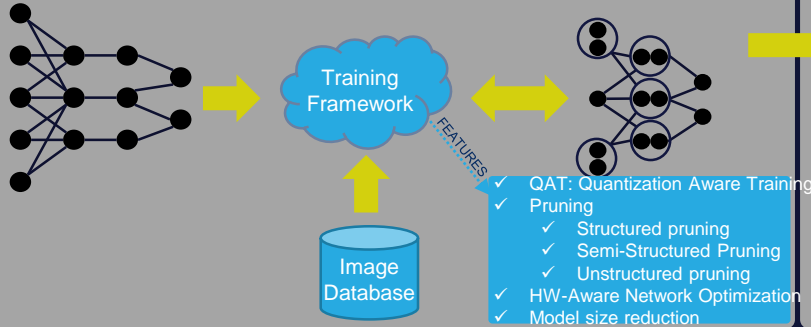 Training
Framework
FEATURES
✓ QAT: Quantization Aware Training
✓ Pruning
✓ Structured pruning
✓ Semi-Structured Pruning
✓ Unstructured pruning
✓ HW-Aware Network Optimization
✓ Model size reduction
Image
Database